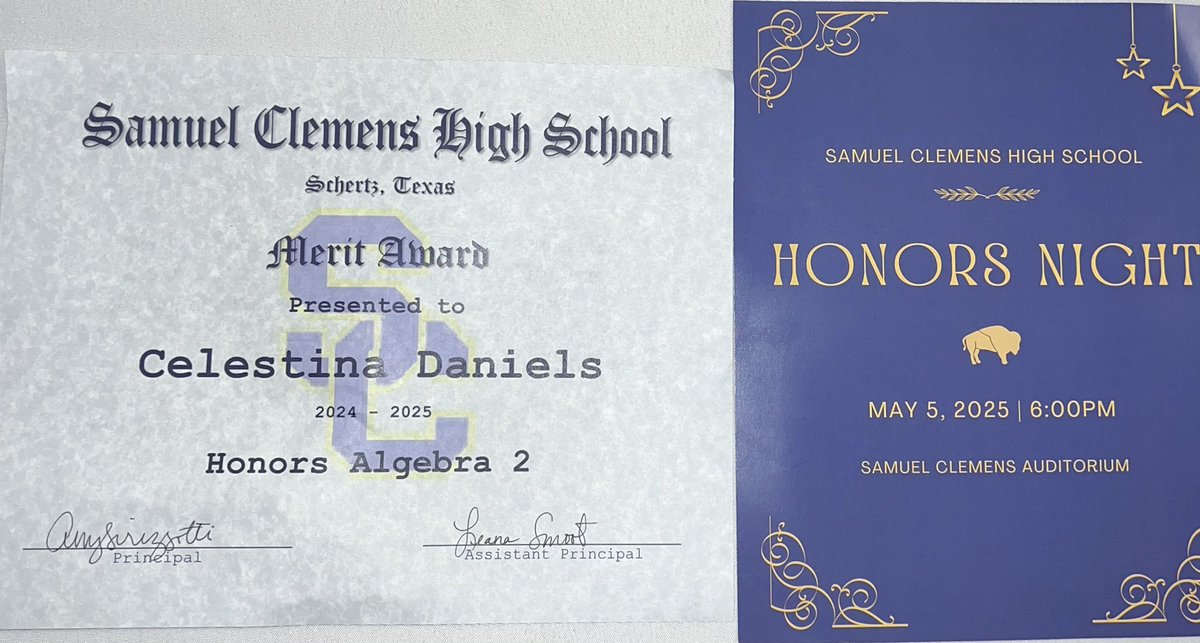 Samuel Clemens High School
Schertz, Texas
Merit Award
Presented to
Celestina Daniels
2024 - 2025
Honors Algebra 2
Principal
Smoot
Assistant Principal
SAMUEL CLEMENS HIGH SCHOOL
HONORS NIGHT
MAY 5, 2025 | 6:00PM
SAMUEL CLEMENS AUDITORIUM